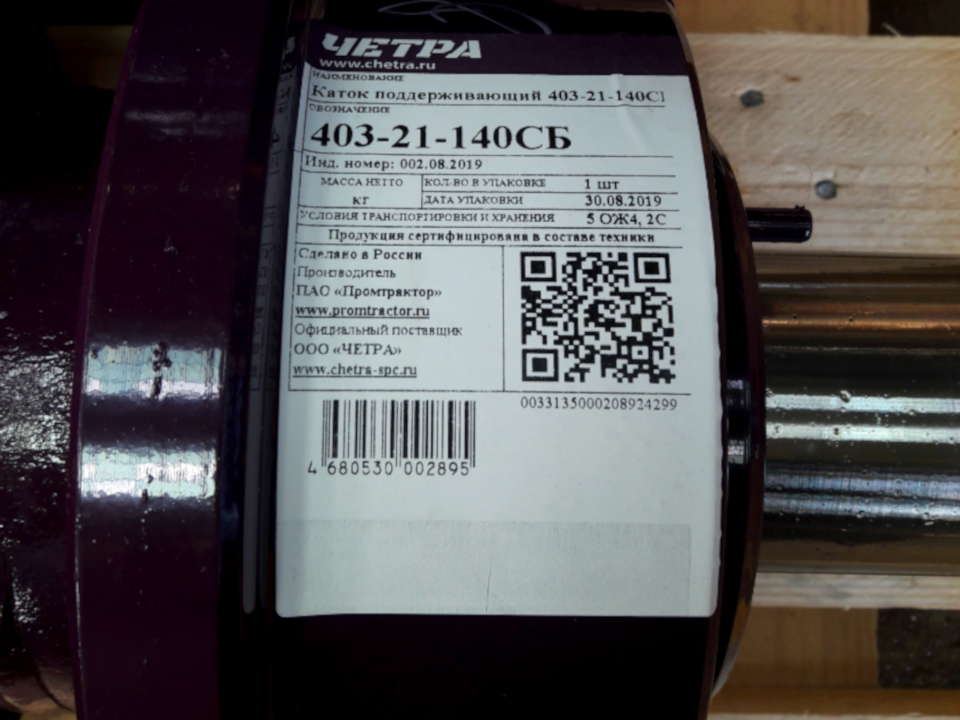 ЧЕТРА
www.chetra.ru
НАИМЕНОВАНИЕ
Каток поддерживающий 403-21-140С
ОБОЗНАЧЕНИЕ
403-21-140СБ
Инд. номер: 002.08.2019
МАССА НЕТТО КГ
КОЛ-ВО В УПАКОВКЕ 1 шт
ДАТА УПАКОВКИ 30.08.2019
УСЛОВИЯ ТРАНСПОРТИРОВКИ И ХРАНЕНИЯ 5 ОЖ4, 2С
Продукция сертифицирована в составе техники
Сделано в России
Производитель
ПАО «Промтрактор»
www.promtractor.ru
Официальный поставщик
ООО «ЧЕТРА»
www.chetra-spc.ru
0033135000208924299
4 680530 002895